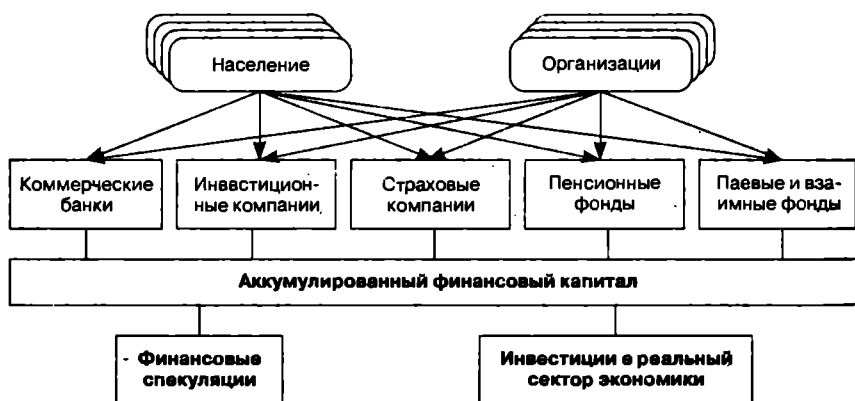 Население
Организации
Коммерческие
банки
Инвастицион-
ные компании
Страховые
компании
Пенсионные
фонды
Паевые и вза-
имные фонды
Аккумулированный финансовый капитал
- Финансовые
спекуляции
Инвестиции е реальный
сектор экономики